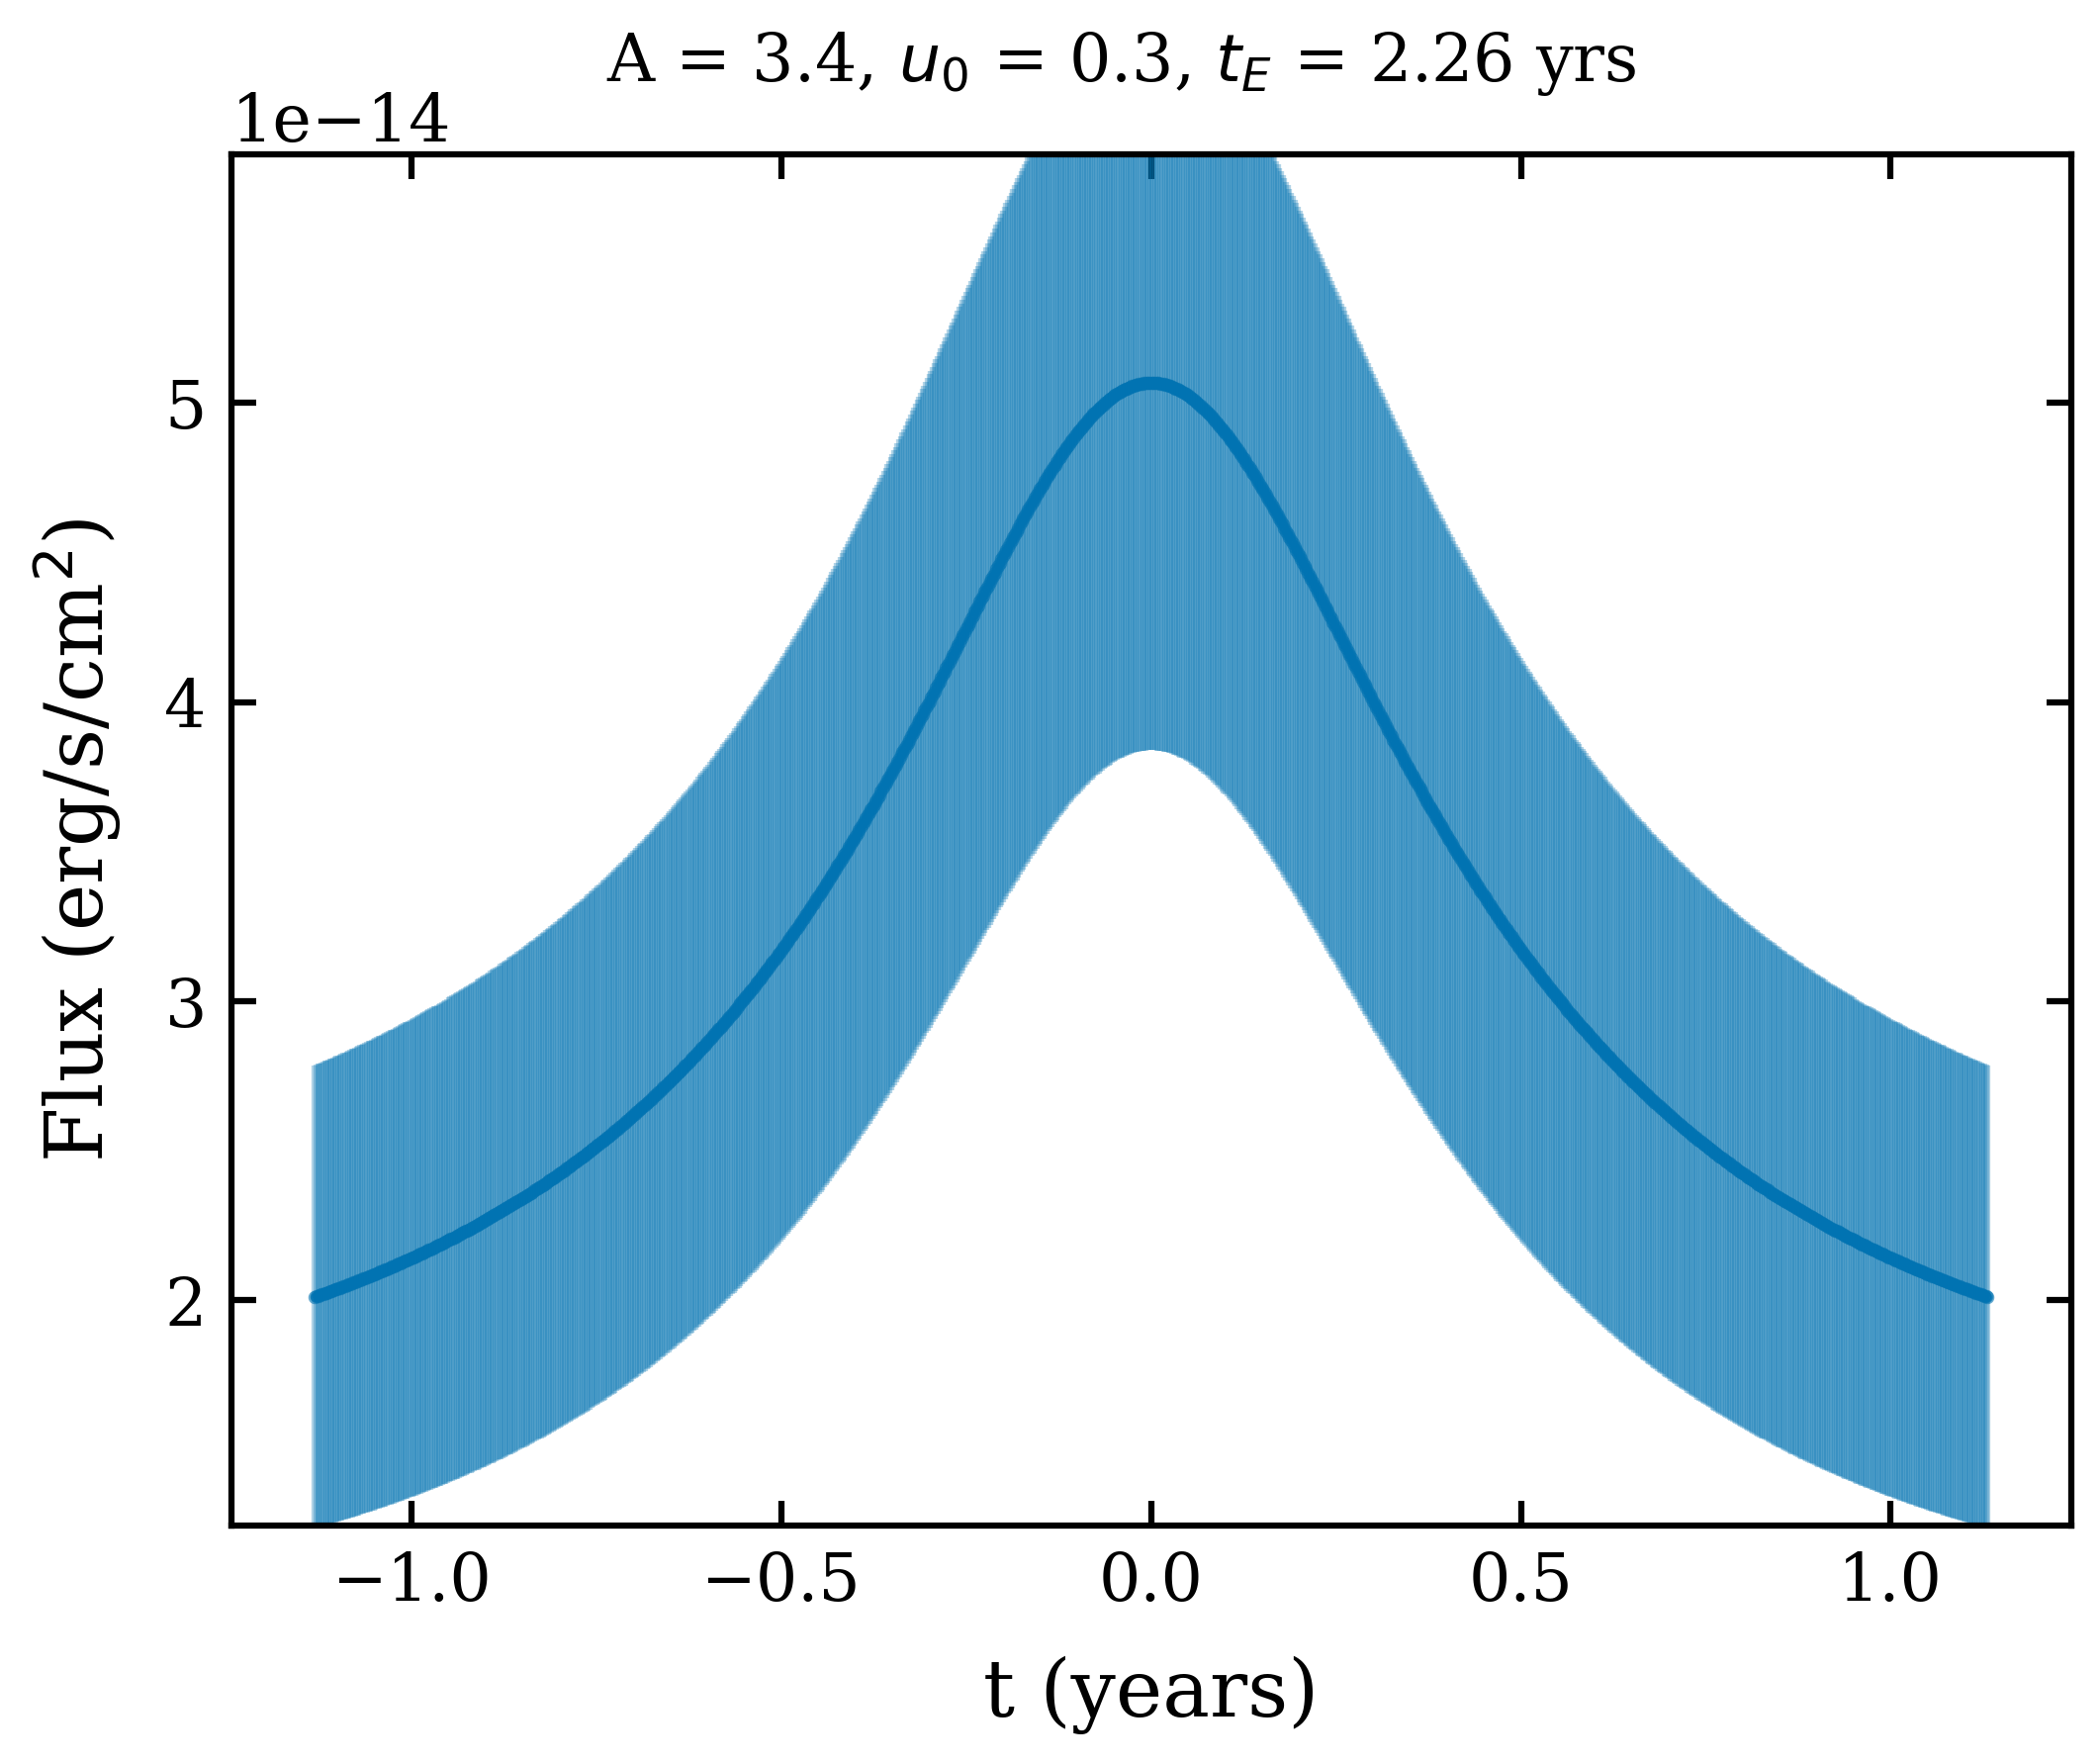 A = 3.4, u₀ = 0.3, t_E = 2.26 yrs
1e−14
5
4
3
2
Flux (erg/s/cm²)
−1.0 −0.5 0.0 0.5 1.0
t (years)